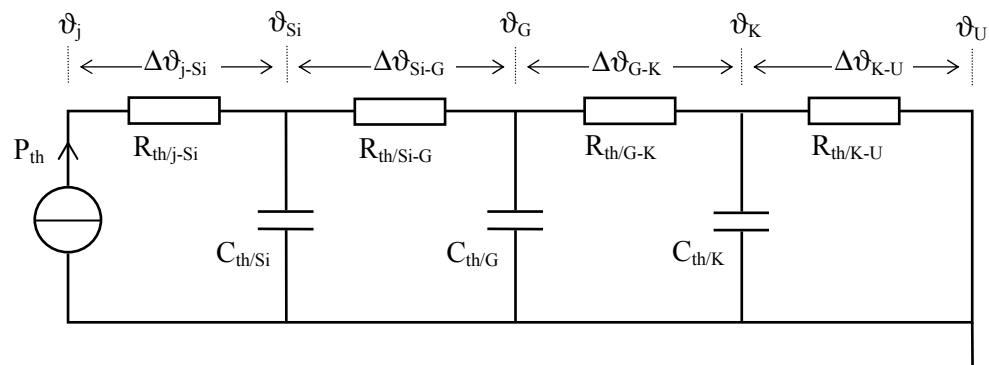 ϑj ϑSi ϑG ϑK ϑU
Δϑj-Si ΔϑSi-G ΔϑG-K ΔϑK-U
Pth Rth/j-Si Rth/Si-G Rth/G-K Rth/K-U
Cth/Si Cth/G Cth/K